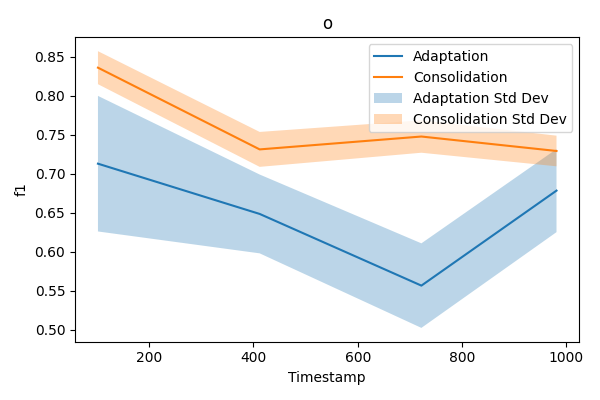 o
Adaptation
Consolidation
Adaptation Std Dev
Consolidation Std Dev
0.85
0.80
0.75
0.70
0.65
0.60
0.55
0.50
f1
200
400
600
800
1000
Timestamp